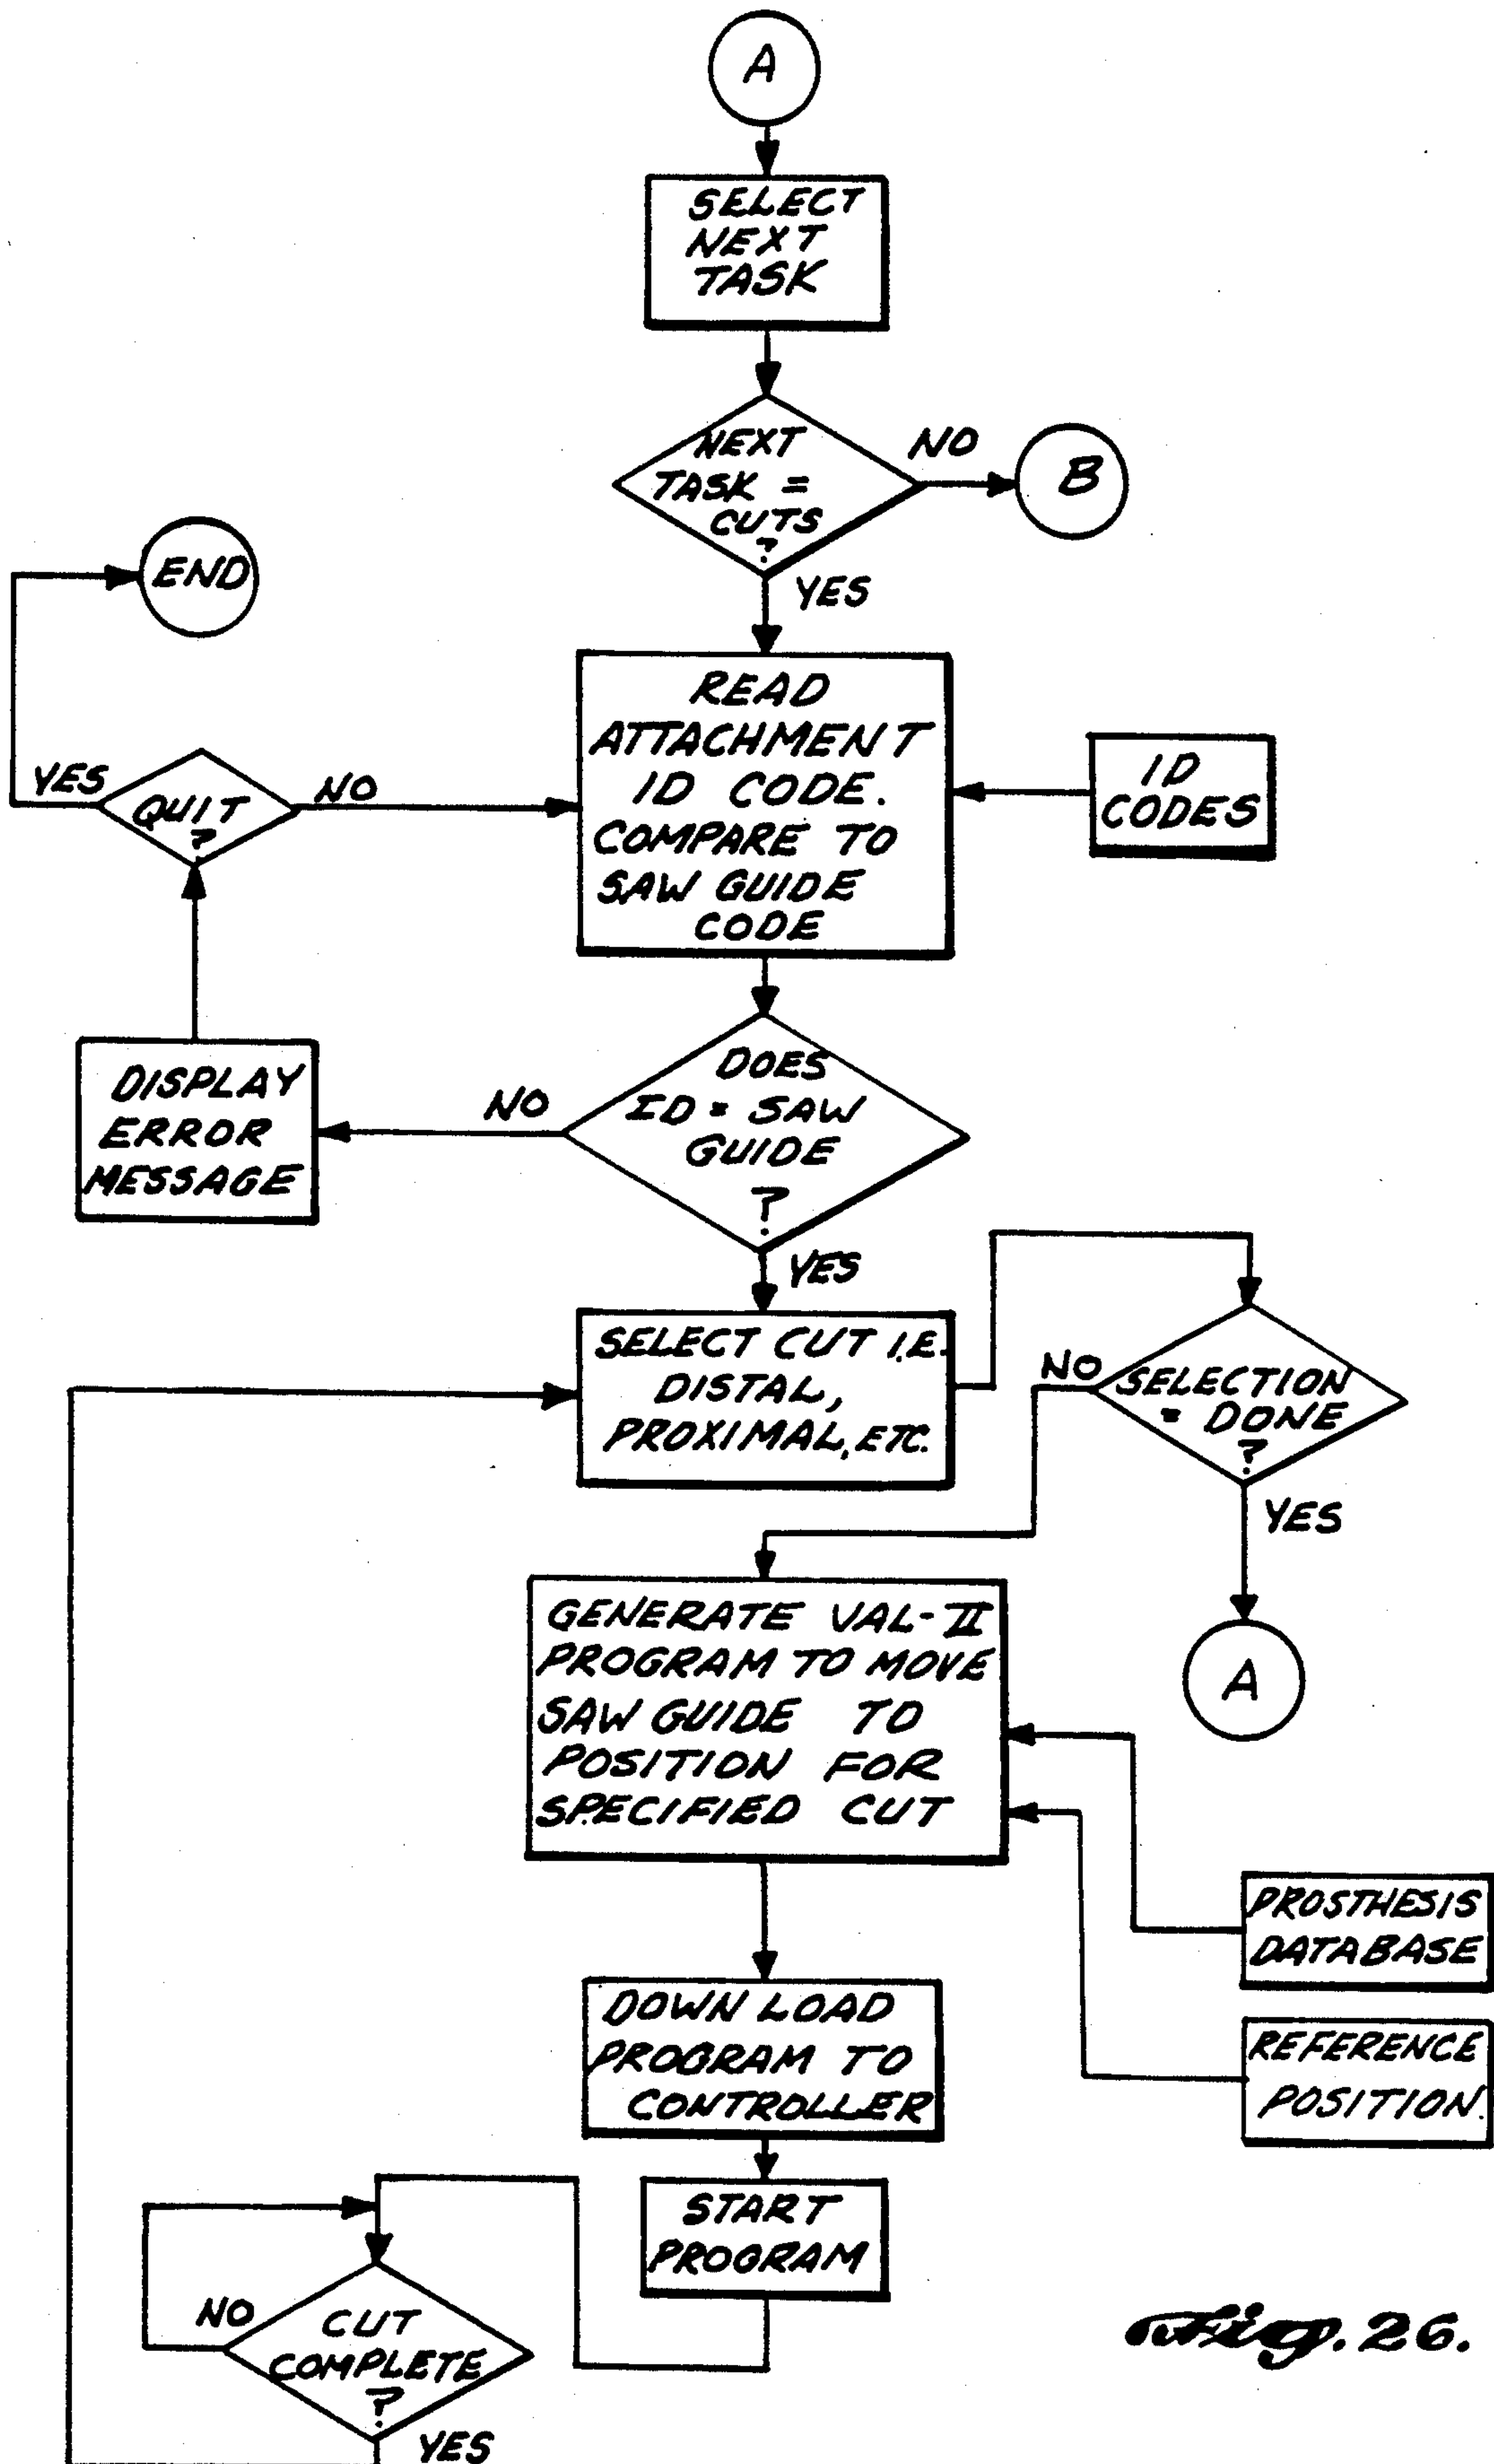 A
SELECT
NEXT
TASK
NEXT
TASK =
CUTS
?
NO
B
YES
END
READ
ATTACHMENT
ID CODE.
COMPARE TO
SAW GUIDE
CODE
ID
CODES
YES
QUIT
?
NO
DISPLAY
ERROR
MESSAGE
NO
DOES
ID = SAW
GUIDE
?
YES
SELECT CUT I.E.
DISTAL,
PROXIMAL, ETC.
NO
SELECTION
= DONE
?
YES
A
GENERATE VAL-II
PROGRAM TO MOVE
SAW GUIDE TO
POSITION FOR
SPECIFIED CUT
PROSTHESIS
DATABASE
REFERENCE
POSITION.
DOWN LOAD
PROGRAM TO
CONTROLLER
START
PROGRAM
NO
CUT
COMPLETE
?
YES
Fig. 26.